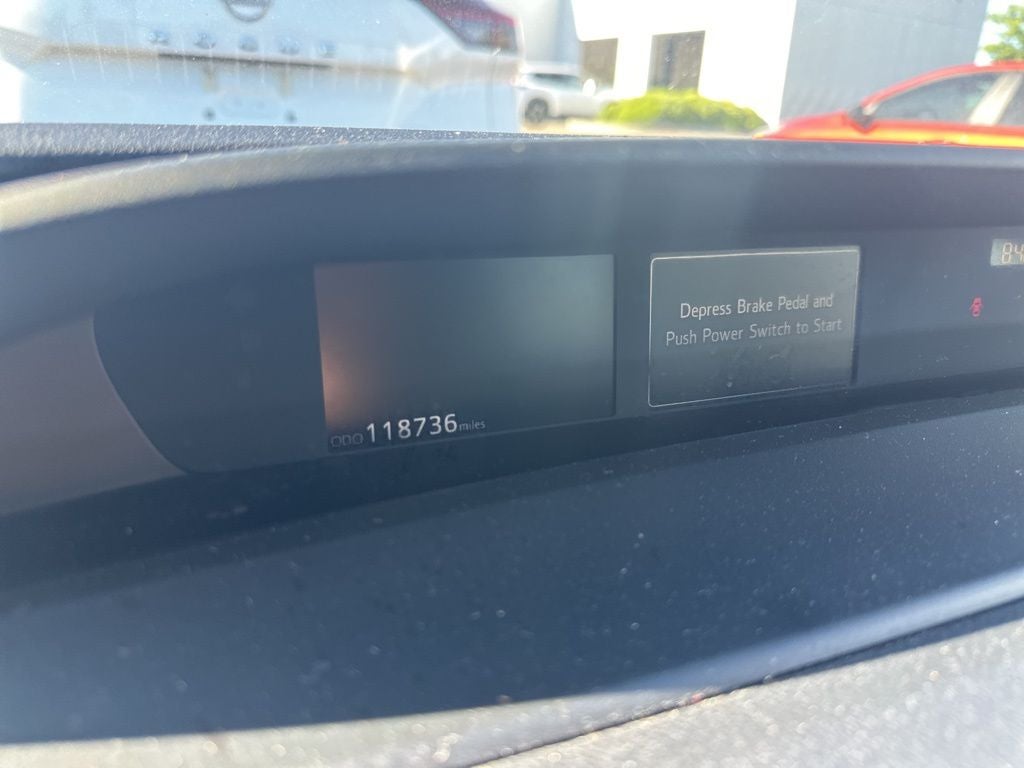 Depress Brake Pedal and
Push Power Switch to Start
ODO 118736 miles